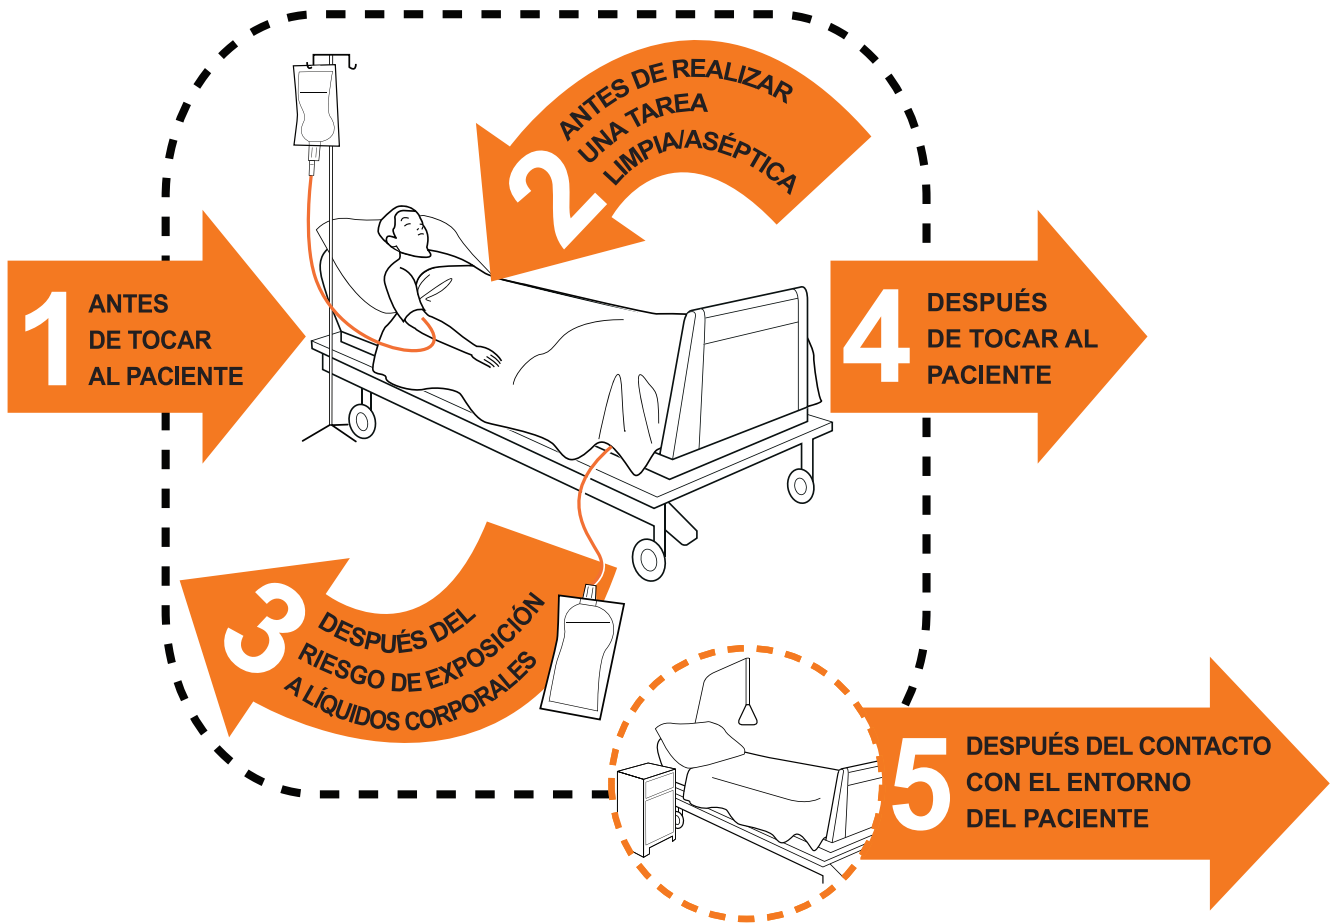 1
ANTES
DE TOCAR
AL PACIENTE
2
ANTES DE REALIZAR
UNA TAREA
LIMPIA/ASÉPTICA
3
DESPUÉS DEL
RIESGO DE EXPOSICIÓN
A LÍQUIDOS CORPORALES
4
DESPUÉS
DE TOCAR AL
PACIENTE
5
DESPUÉS DEL CONTACTO
CON EL ENTORNO
DEL PACIENTE